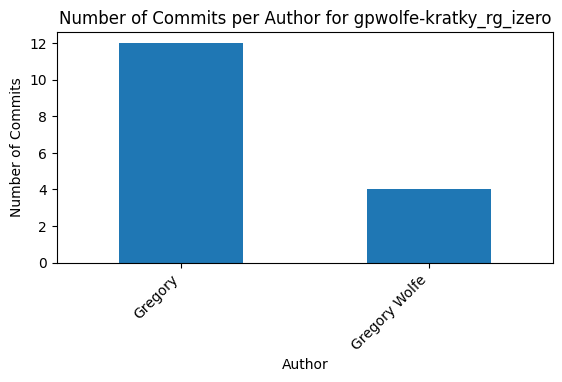 Number of Commits per Author for gpwolfe-kratky_rg_izero
Number of Commits
12
10
8
6
4
2
0
Gregory
Gregory Wolfe
Author